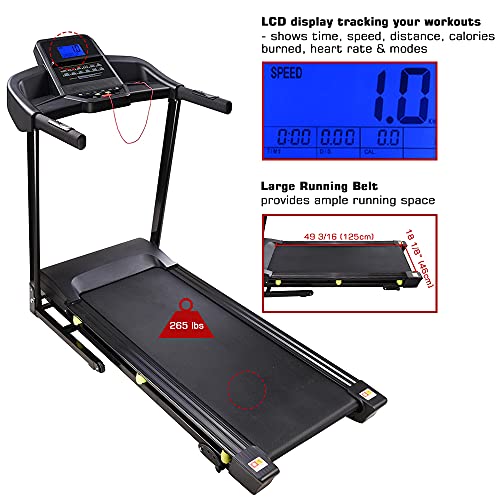 LCD display tracking your workouts
- shows time, speed, distance, calories
burned, heart rate & modes
SPEED
1.0
0:00 0.00 0.0
TIME DIS. CAL
Large Running Belt
provides ample running space
49 3/16 (125cm)
18 1/8" (46cm)
265 lbs